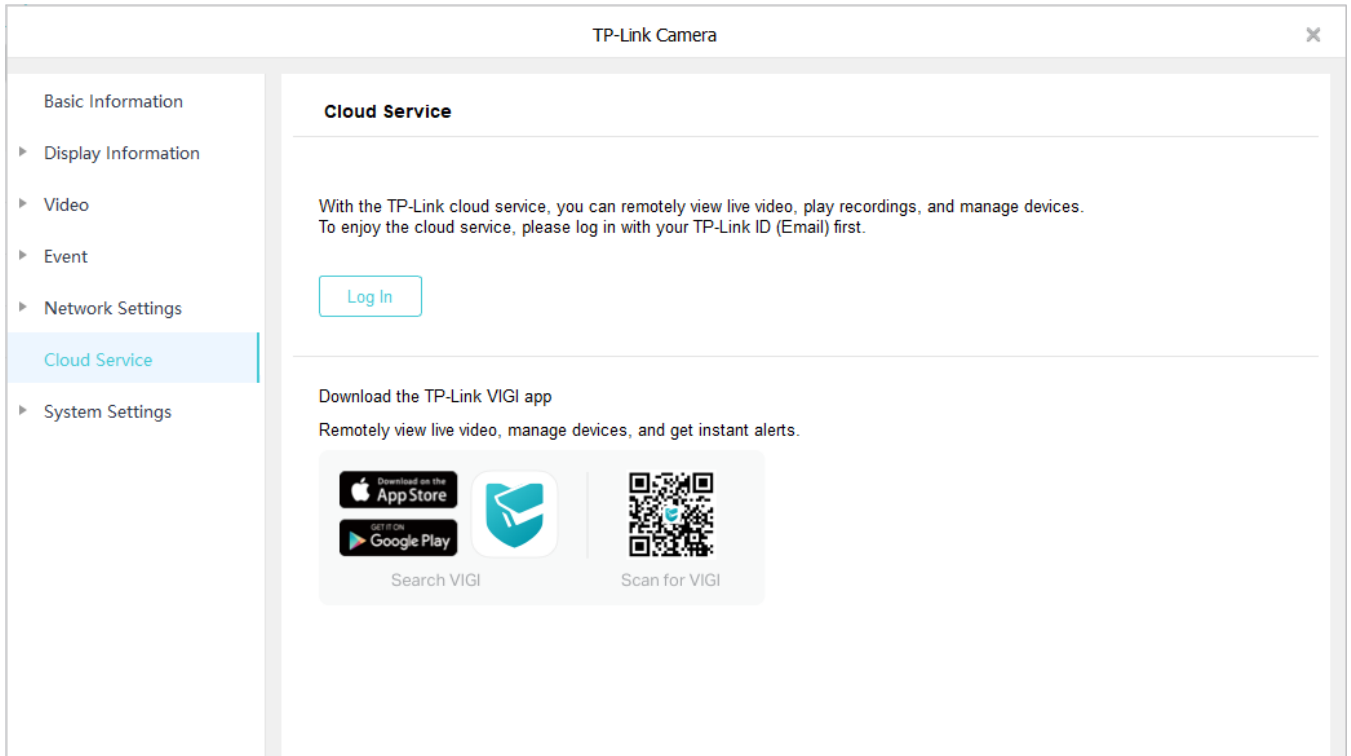 TP-Link Camera
Basic Information
Display Information
Video
Event
Network Settings
Cloud Service
System Settings
Cloud Service
With the TP-Link cloud service, you can remotely view live video, play recordings, and manage devices.
To enjoy the cloud service, please log in with your TP-Link ID (Email) first.
Log In
Download the TP-Link VIGI app
Remotely view live video, manage devices, and get instant alerts.
Download on the
App Store
GET IT ON
Google Play
Search VIGI
Scan for VIGI